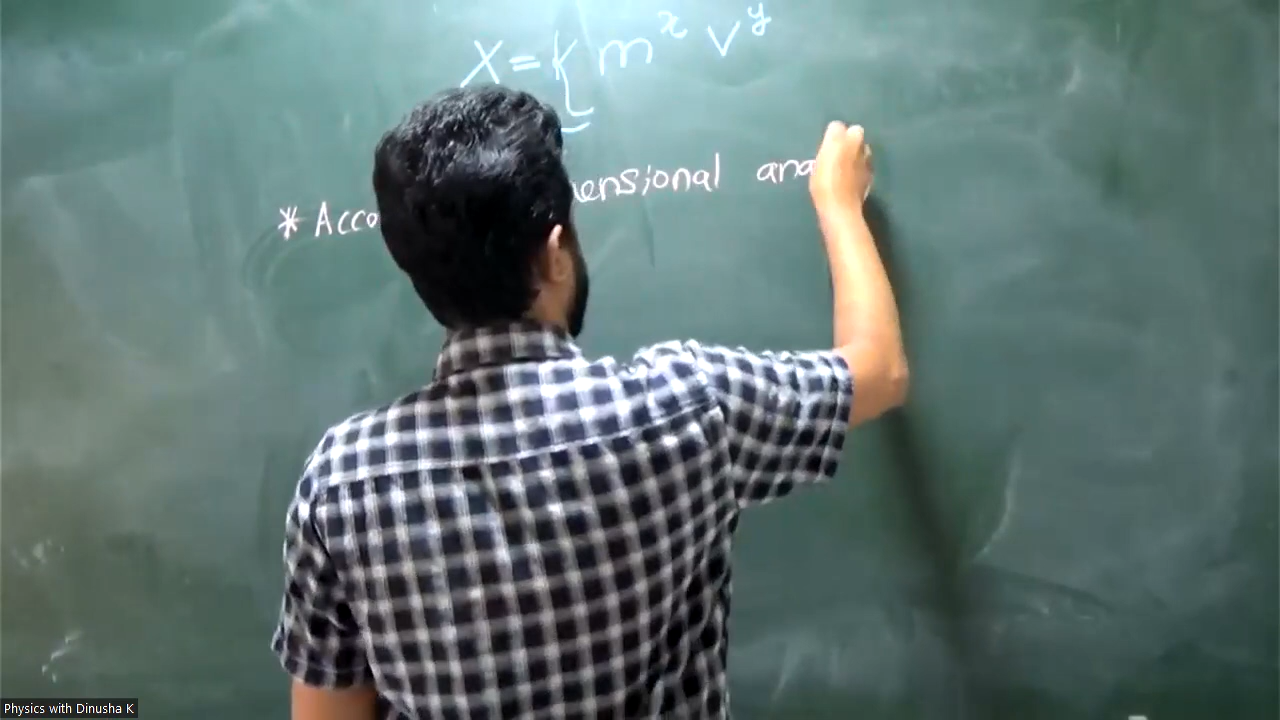 X = k m^x v^y
* Acco ensional ana
Physics with Dinusha K